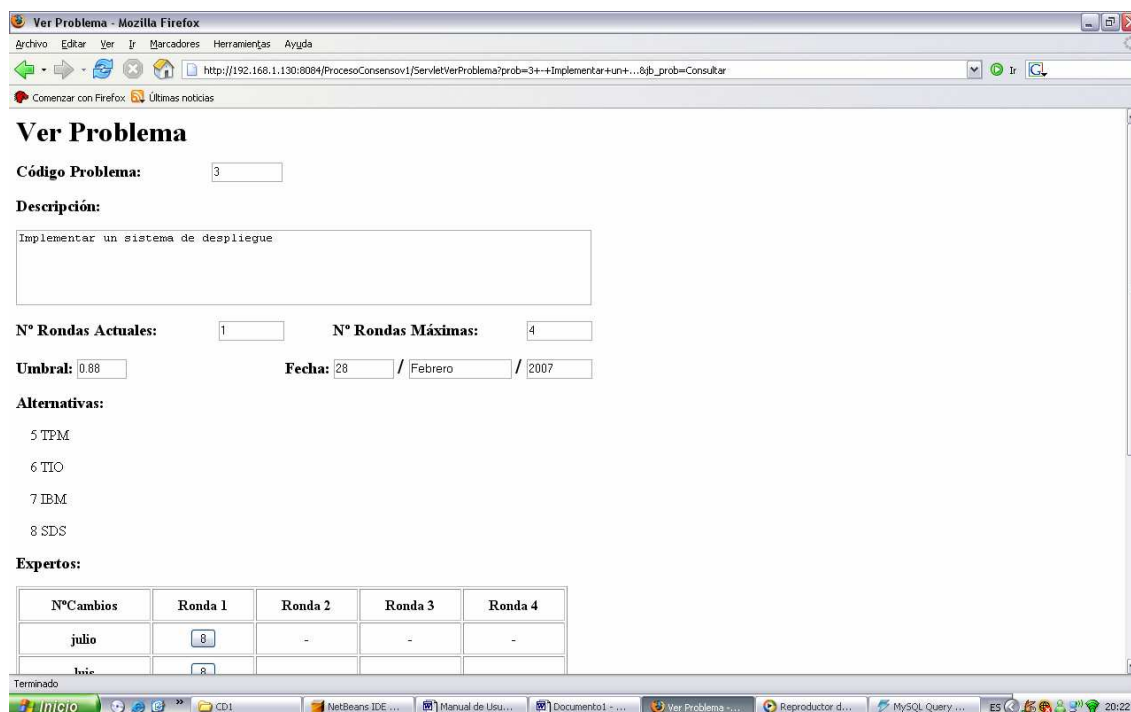 Ver Problema - Mozilla Firefox
Archivo Editar Ver Ir Marcadores Herramientas Ayuda
http://192.168.1.130:8084/ProcesoConsensov1/ServletVerProblema?prob=3+-+Implementar+un+...&jb_prob=Consultar
Ir
Comenzar con Firefox Últimas noticias
Ver Problema
Código Problema: 3
Descripción:
Implementar un sistema de despliegue
Nº Rondas Actuales: 1 Nº Rondas Máximas: 4
Umbral: 0.88 Fecha: 28 / Febrero / 2007
Alternativas:
5 TPM
6 TIO
7 IBM
8 SDS
Expertos:
NºCambios Ronda 1 Ronda 2 Ronda 3 Ronda 4
julio 8 - - -
luis 8
Terminado
Inicio » CD1 NetBeans IDE ... Manual de Usu... Documento1 - ... Ver Problema -... Reproductor d... MySQL Query ... ES 20:22